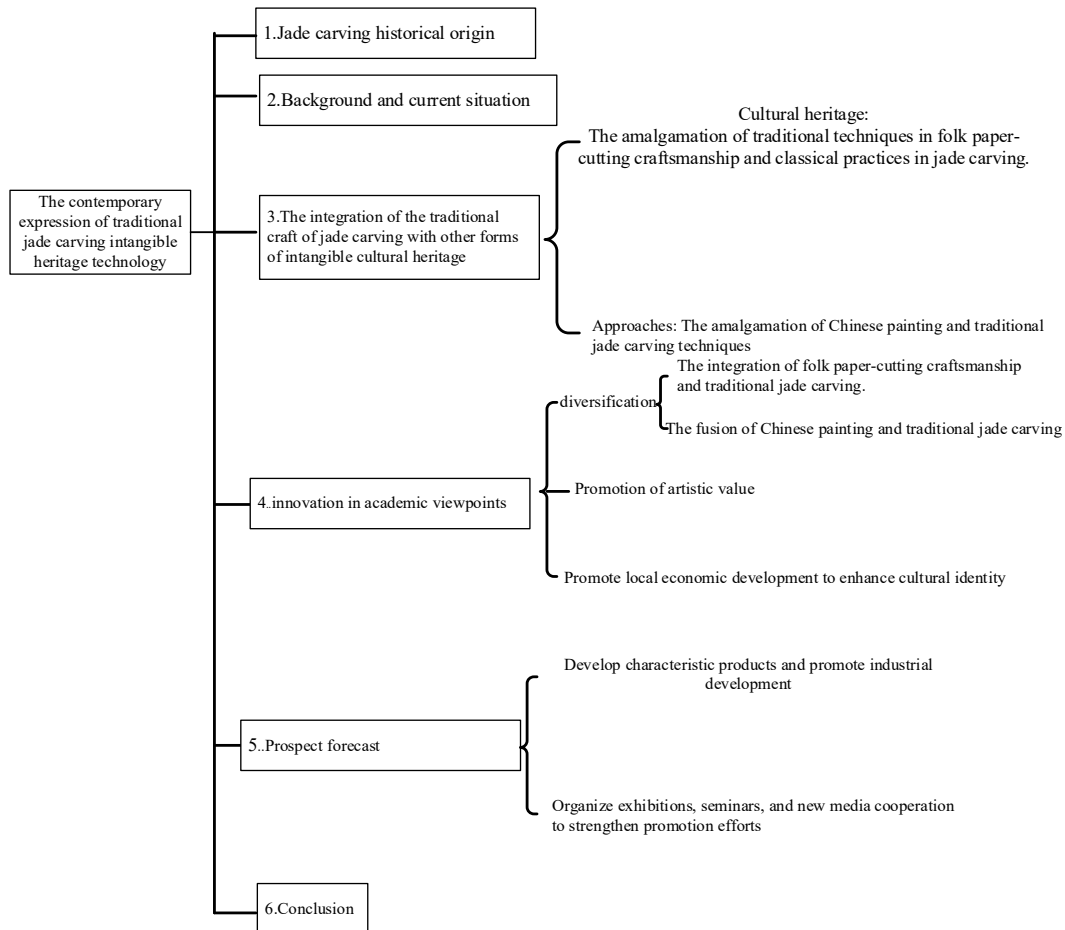 1.Jade carving historical origin
2.Background and current situation
Cultural heritage:
The amalgamation of traditional techniques in folk paper-
cutting craftsmanship and classical practices in jade carving.
The contemporary
expression of traditional
jade carving intangible
heritage technology
3.The integration of the traditional
craft of jade carving with other forms
of intangible cultural heritage
Approaches: The amalgamation of Chinese painting and traditional
jade carving techniques
The integration of folk paper-cutting craftsmanship
and traditional jade carving.
diversification
The fusion of Chinese painting and traditional jade carving
4..innovation in academic viewpoints
Promotion of artistic value
Promote local economic development to enhance cultural identity
Develop characteristic products and promote industrial
development
5..Prospect forecast
Organize exhibitions, seminars, and new media cooperation
to strengthen promotion efforts
6.Conclusion